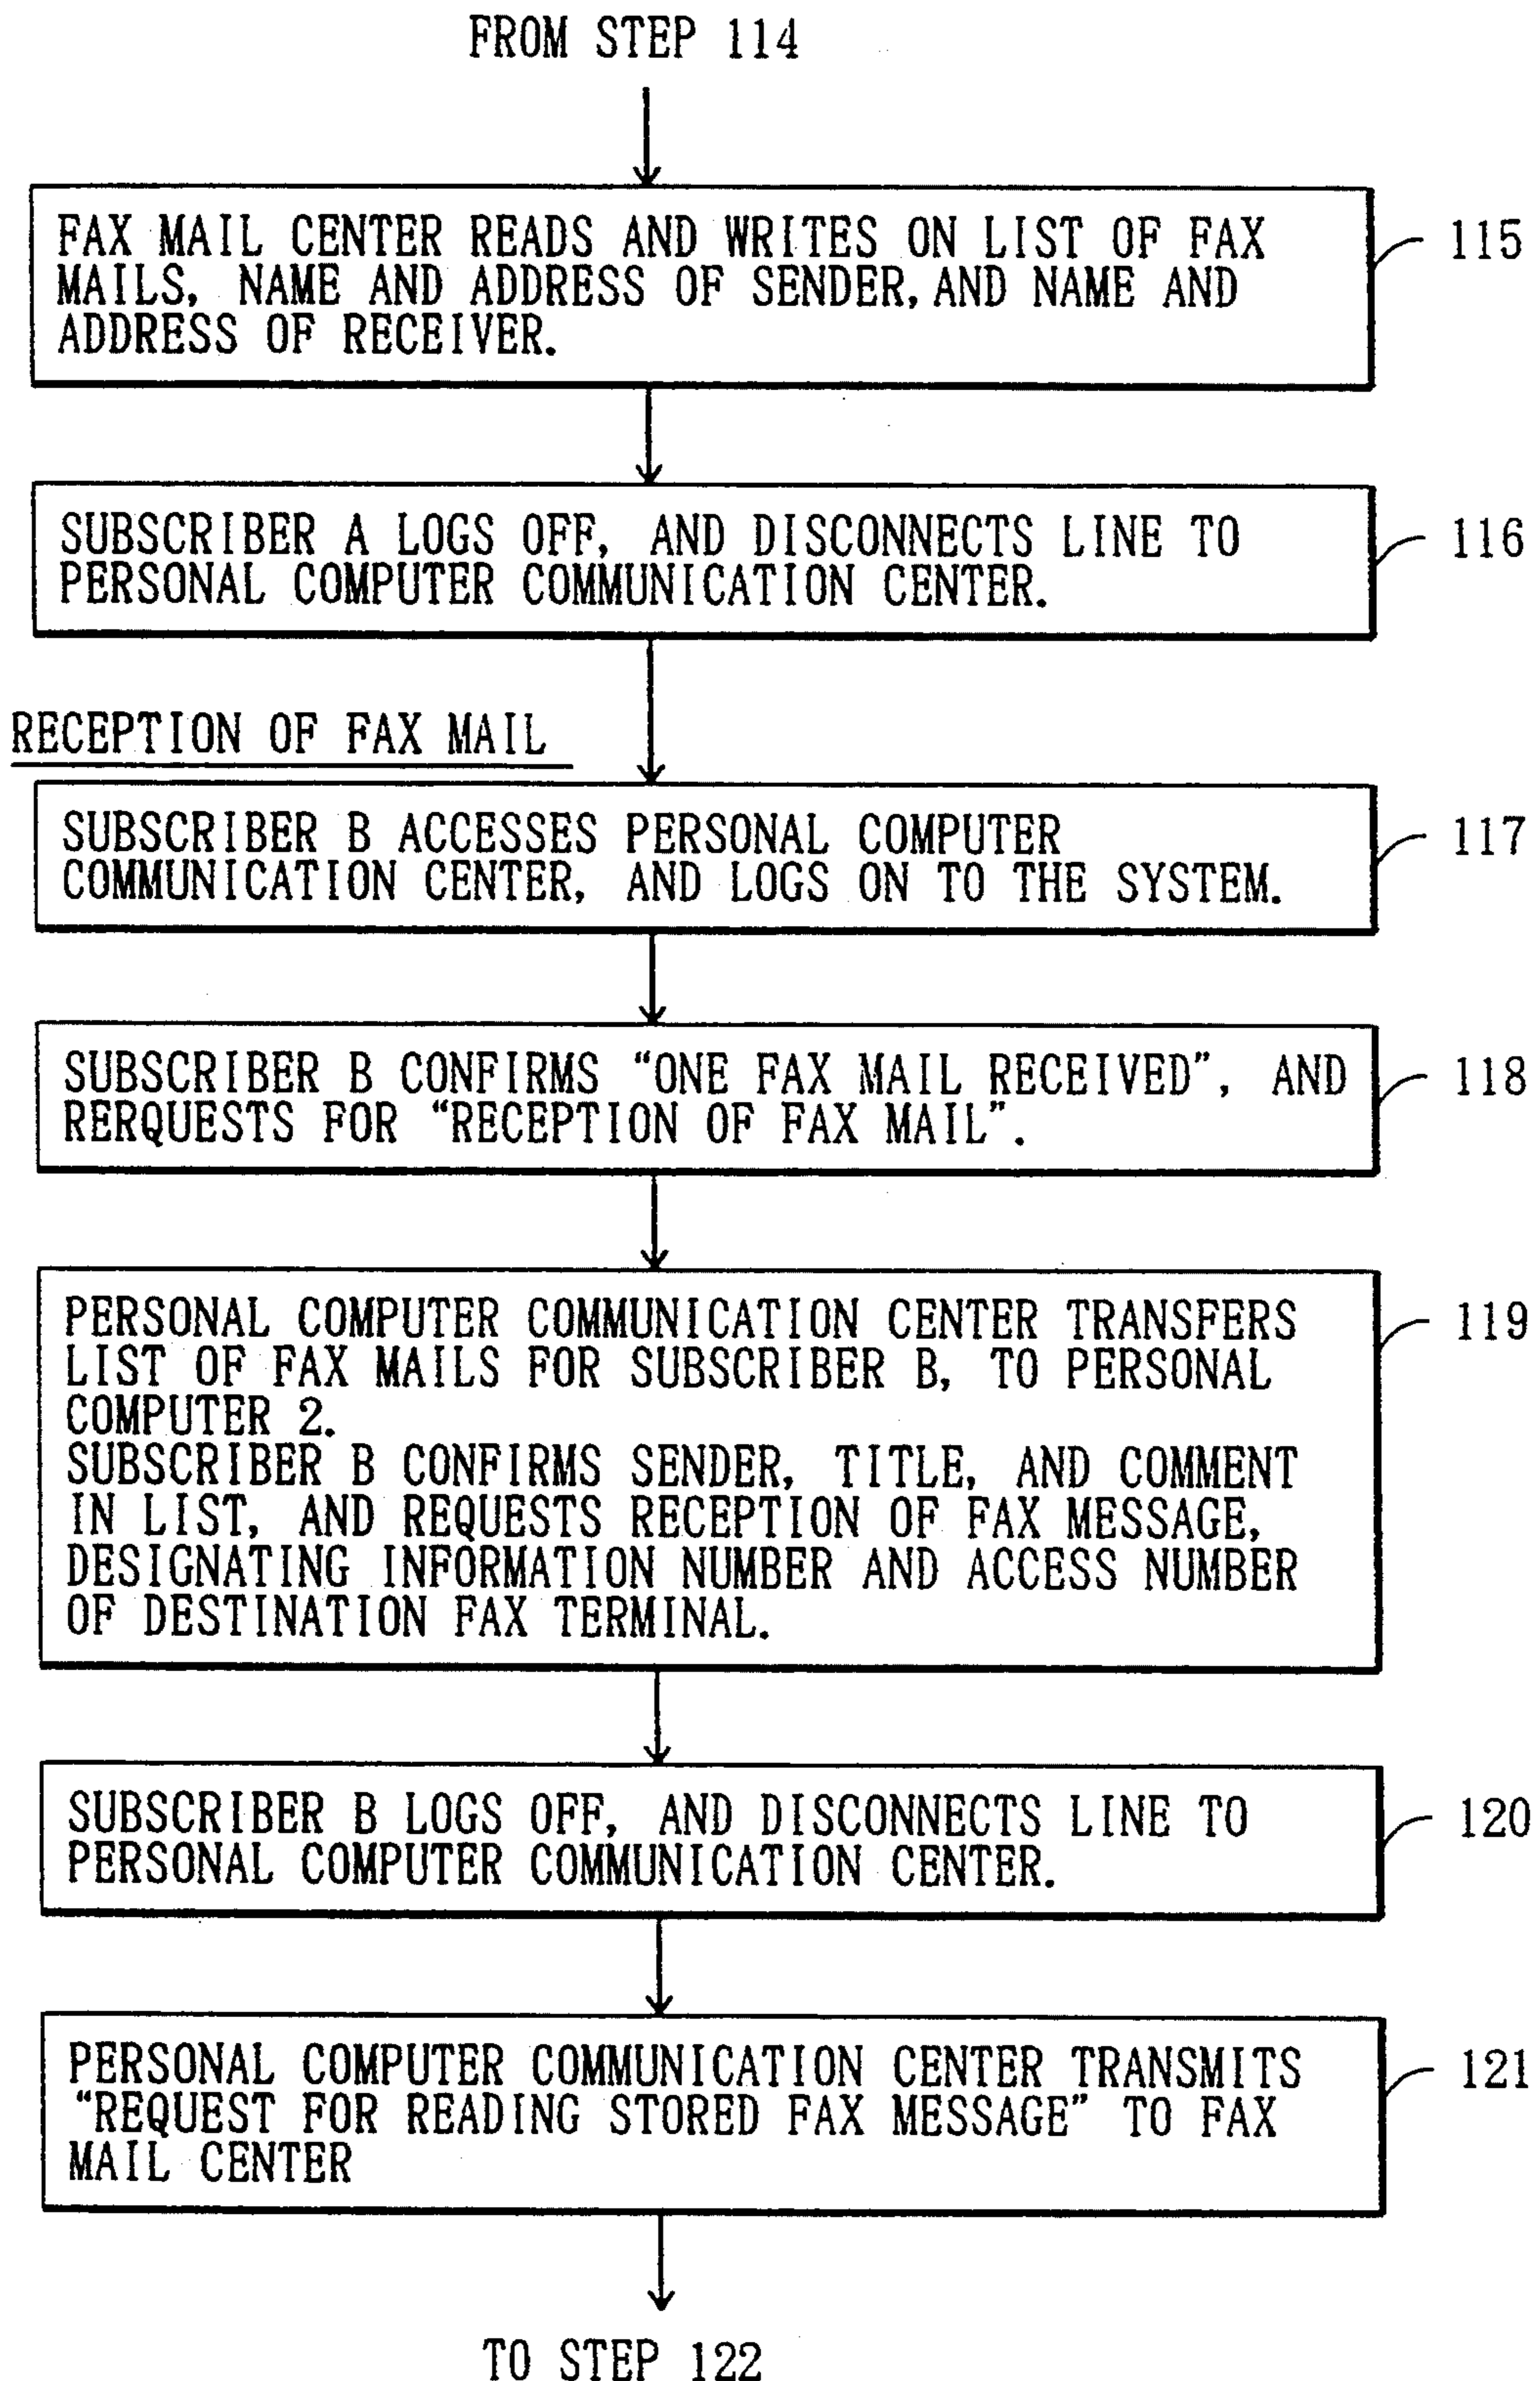 FROM STEP 114
FAX MAIL CENTER READS AND WRITES ON LIST OF FAX
MAILS, NAME AND ADDRESS OF SENDER, AND NAME AND
ADDRESS OF RECEIVER.
115
SUBSCRIBER A LOGS OFF, AND DISCONNECTS LINE TO
PERSONAL COMPUTER COMMUNICATION CENTER.
116
RECEPTION OF FAX MAIL
SUBSCRIBER B ACCESSES PERSONAL COMPUTER
COMMUNICATION CENTER, AND LOGS ON TO THE SYSTEM.
117
SUBSCRIBER B CONFIRMS “ONE FAX MAIL RECEIVED”, AND
RERQUESTS FOR “RECEPTION OF FAX MAIL”.
118
PERSONAL COMPUTER COMMUNICATION CENTER TRANSFERS
LIST OF FAX MAILS FOR SUBSCRIBER B, TO PERSONAL
COMPUTER 2.
SUBSCRIBER B CONFIRMS SENDER, TITLE, AND COMMENT
IN LIST, AND REQUESTS RECEPTION OF FAX MESSAGE,
DESIGNATING INFORMATION NUMBER AND ACCESS NUMBER
OF DESTINATION FAX TERMINAL.
119
SUBSCRIBER B LOGS OFF, AND DISCONNECTS LINE TO
PERSONAL COMPUTER COMMUNICATION CENTER.
120
PERSONAL COMPUTER COMMUNICATION CENTER TRANSMITS
“REQUEST FOR READING STORED FAX MESSAGE” TO FAX
MAIL CENTER
121
TO STEP 122